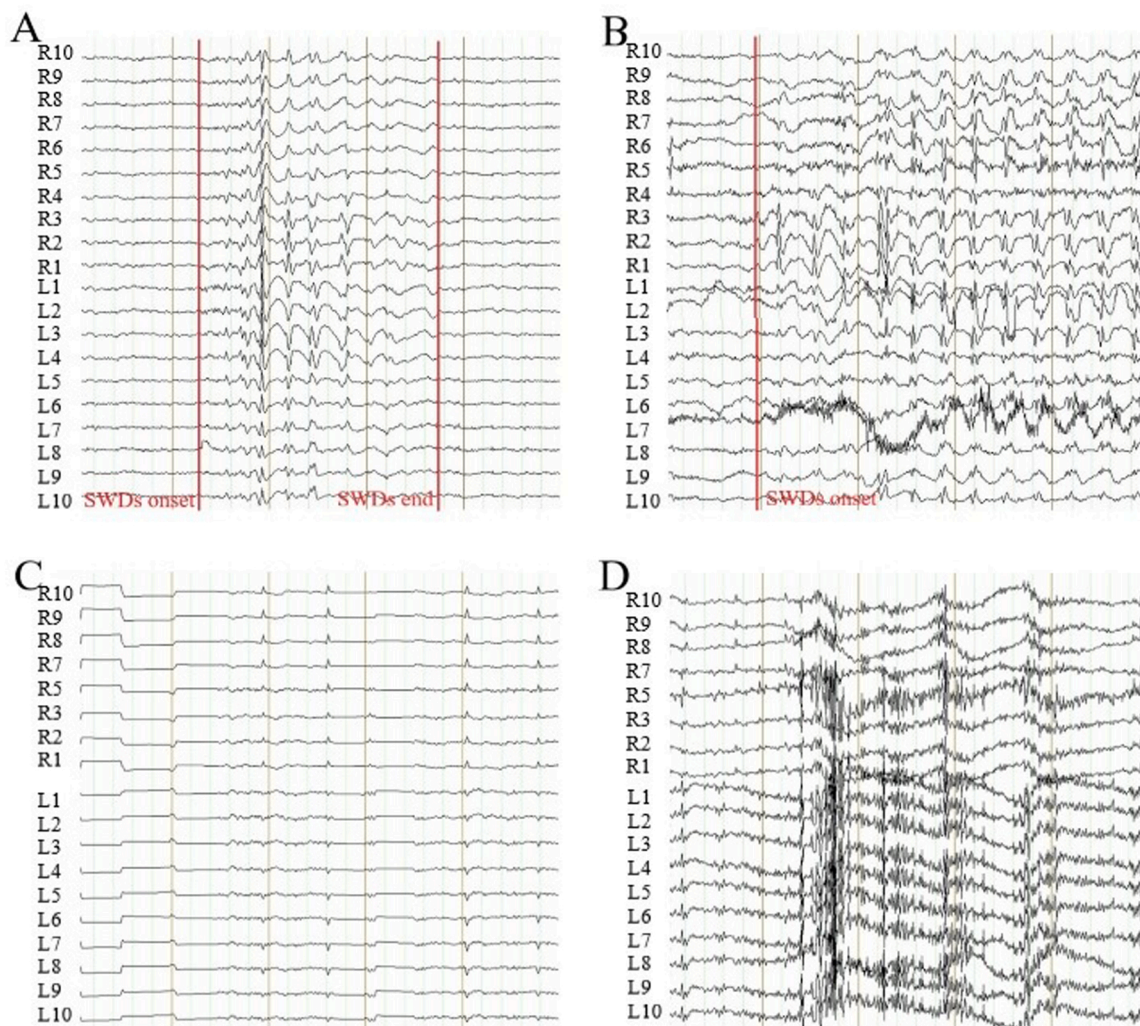 A
R10
R9
R8
R7
R6
R5
R4
R3
R2
R1
L1
L2
L3
L4
L5
L6
L7
L8
L9
L10
SWDs onset
SWDs end
B
R10
R9
R8
R7
R6
R5
R4
R3
R2
R1
L1
L2
L3
L4
L5
L6
L7
L8
L9
L10
SWDs onset
C
R10
R9
R8
R7
R5
R3
R2
R1
L1
L2
L3
L4
L5
L6
L7
L8
L9
L10
D
R10
R9
R8
R7
R5
R3
R2
R1
L1
L2
L3
L4
L5
L6
L7
L8
L9
L10